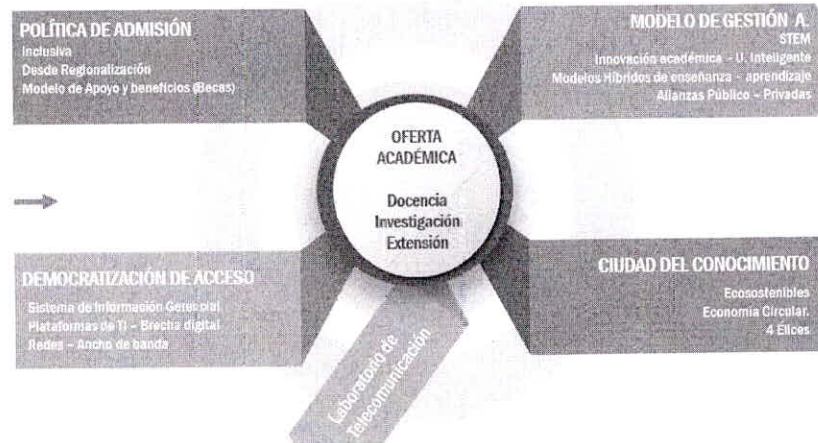 POLÍTICA DE ADMISIÓN
Inclusiva
Desde Regionalización
Modelo de Apoyo y beneficios (Becas)
MODELO DE GESTIÓN A.
STEM
Innovación académica - U. Inteligente
Modelos Híbridos de enseñanza - aprendizaje
Alianzas Público - Privadas
OFERTA
ACADÉMICA
Docencia
Investigación
Extensión
DEMOCRATIZACIÓN DE ACCESO
Sistema de Información Gerencial
Plataformas de TI - Brecha digital
Redes - Ancho de banda
CIUDAD DEL CONOCIMIENTO
Ecosostenibles
Economía Circular.
4 Élices
Laboratorio de
Telecomunicación